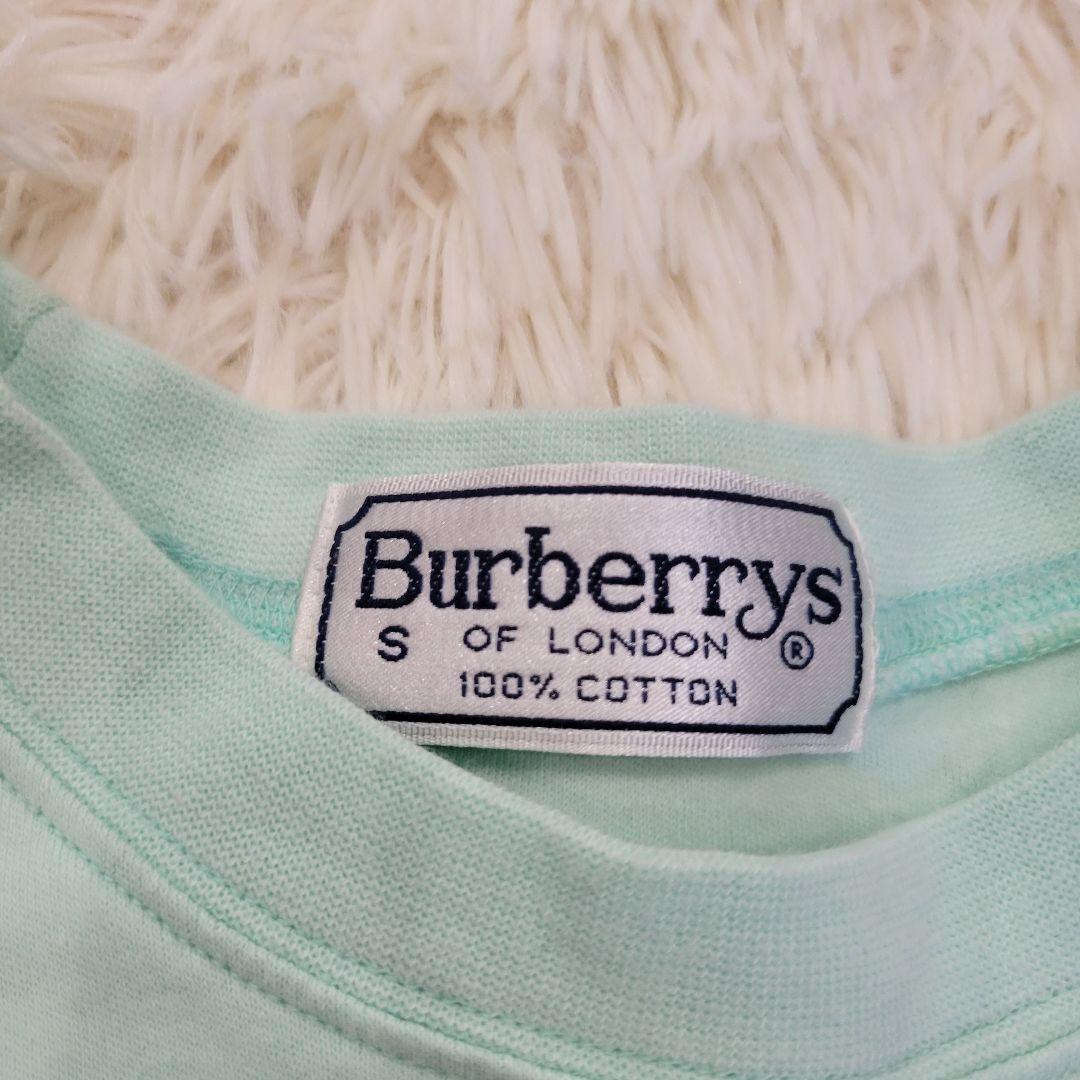 Burberrys
S OF LONDON ®
100% COTTON